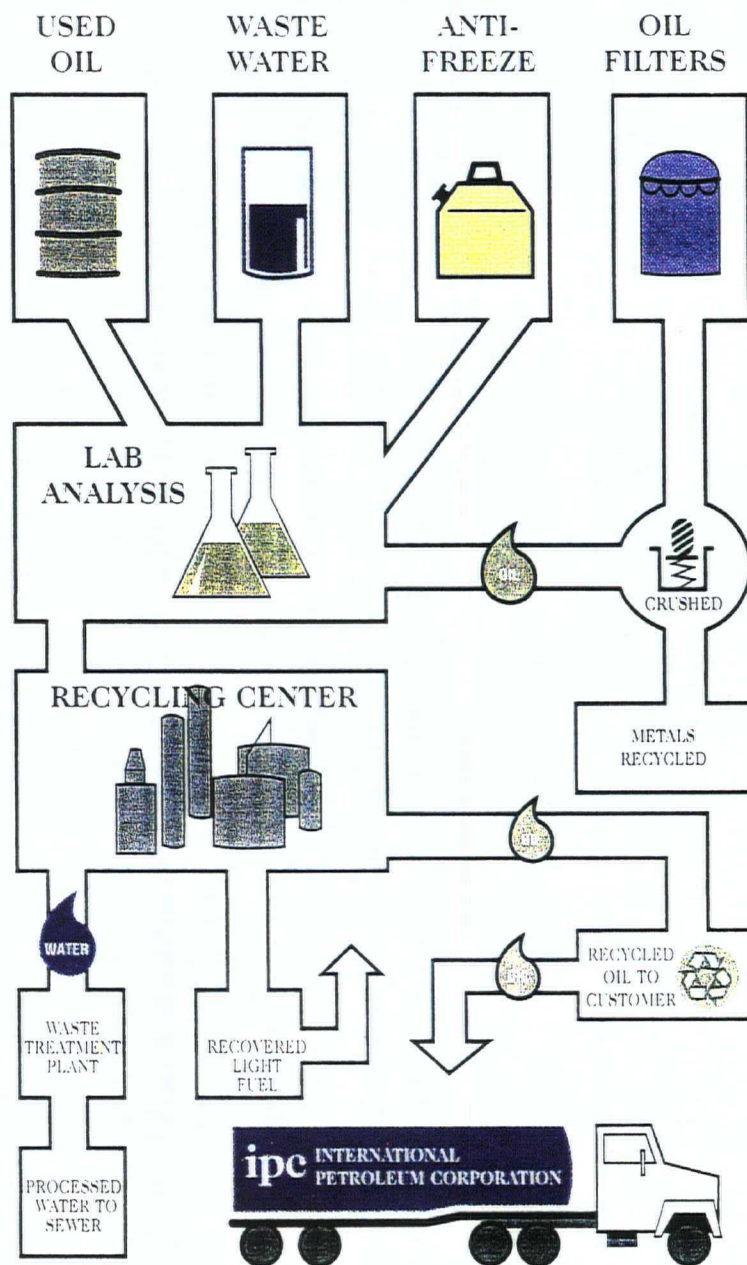 USED
OIL
WASTE
WATER
ANTI-
FREEZE
OIL
FILTERS
LAB
ANALYSIS
OIL
CRUSHED
RECYCLING CENTER
METALS
RECYCLED
OIL
WATER
RECYCLED
OIL TO
CUSTOMER
WASTE
TREATMENT
PLANT
RECOVERED
LIGHT
FUEL
PROCESSED
WATER TO
SEWER
ipc INTERNATIONAL
PETROLEUM CORPORATION